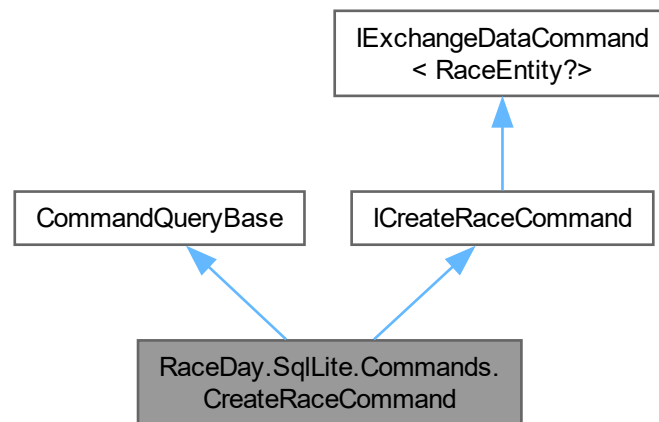 IExchangeDataCommand
< RaceEntity?>
CommandQueryBase
ICreateRaceCommand
RaceDay.SqlLite.Commands.
CreateRaceCommand